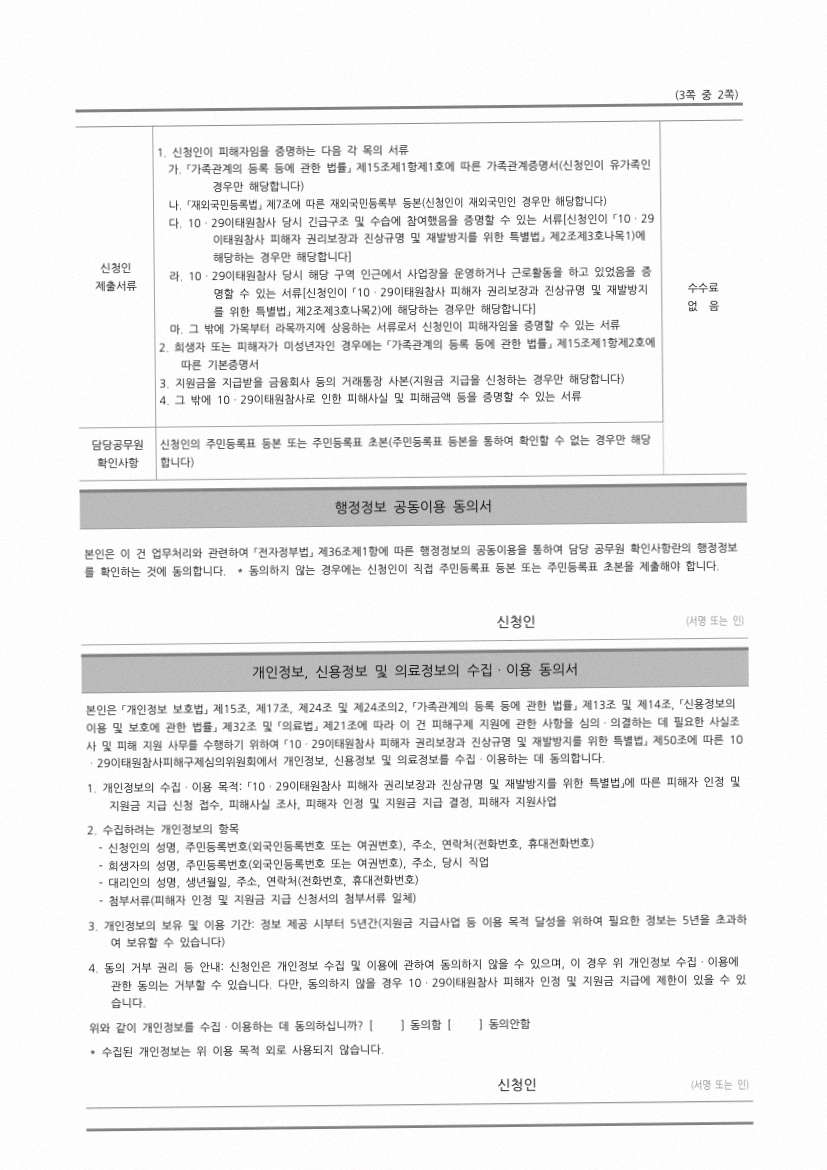 (3쪽 중 2쪽)
신청인
제출서류
1. 신청인이 피해자임을 증명하는 다음 각 목의 서류
가. ｢가족관계의 등록 등에 관한 법률｣ 제15조제1항제1호에 따른 가족관계증명서(신청인이 유가족인
경우만 해당합니다)
나. ｢재외국민등록법｣ 제7조에 따른 재외국민등록부 등본(신청인이 재외국민인 경우만 해당합니다)
다. 10ㆍ29이태원참사 당시 긴급구조 및 수습에 참여했음을 증명할 수 있는 서류[신청인이 ｢10ㆍ29
이태원참사 피해자 권리보장과 진상규명 및 재발방지를 위한 특별법｣ 제2조제3호나목1)에
해당하는 경우만 해당합니다]
라. 10ㆍ29이태원참사 당시 해당 구역 인근에서 사업장을 운영하거나 근로활동을 하고 있었음을 증
명할 수 있는 서류[신청인이 ｢10ㆍ29이태원참사 피해자 권리보장과 진상규명 및 재발방지
를 위한 특별법｣ 제2조제3호나목2)에 해당하는 경우만 해당합니다]
마. 그 밖에 가목부터 라목까지에 상응하는 서류로서 신청인이 피해자임을 증명할 수 있는 서류
2. 희생자 또는 피해자가 미성년자인 경우에는 ｢가족관계의 등록 등에 관한 법률｣ 제15조제1항제2호에
따른 기본증명서
3. 지원금을 지급받을 금융회사 등의 거래통장 사본(지원금 지급을 신청하는 경우만 해당합니다)
4. 그 밖에 10ㆍ29이태원참사로 인한 피해사실 및 피해금액 등을 증명할 수 있는 서류
수수료
없 음
담당공무원
확인사항
신청인의 주민등록표 등본 또는 주민등록표 초본(주민등록표 등본을 통하여 확인할 수 없는 경우만 해당
합니다)
행정정보 공동이용 동의서
본인은 이 건 업무처리와 관련하여 ｢전자정부법｣ 제36조제1항에 따른 행정정보의 공동이용을 통하여 담당 공무원 확인사항란의 행정정보
를 확인하는 것에 동의합니다. * 동의하지 않는 경우에는 신청인이 직접 주민등록표 등본 또는 주민등록표 초본을 제출해야 합니다.
신청인 (서명 또는 인)
개인정보, 신용정보 및 의료정보의 수집ㆍ이용 동의서
본인은 ｢개인정보 보호법｣ 제15조, 제17조, 제24조 및 제24조의2, ｢가족관계의 등록 등에 관한 법률｣ 제13조 및 제14조, ｢신용정보의
이용 및 보호에 관한 법률｣ 제32조 및 ｢의료법｣ 제21조에 따라 이 건 피해구제 지원에 관한 사항을 심의ㆍ의결하는 데 필요한 사실조
사 및 피해 지원 사무를 수행하기 위하여 ｢10ㆍ29이태원참사 피해자 권리보장과 진상규명 및 재발방지를 위한 특별법｣ 제50조에 따른 10
ㆍ29이태원참사피해구제심의위원회에서 개인정보, 신용정보 및 의료정보를 수집ㆍ이용하는 데 동의합니다.
1. 개인정보의 수집ㆍ이용 목적: ｢10ㆍ29이태원참사 피해자 권리보장과 진상규명 및 재발방지를 위한 특별법｣에 따른 피해자 인정 및
지원금 지급 신청 접수, 피해사실 조사, 피해자 인정 및 지원금 지급 결정, 피해자 지원사업
2. 수집하려는 개인정보의 항목
- 신청인의 성명, 주민등록번호(외국인등록번호 또는 여권번호), 주소, 연락처(전화번호, 휴대전화번호)
- 희생자의 성명, 주민등록번호(외국인등록번호 또는 여권번호), 주소, 당시 직업
- 대리인의 성명, 생년월일, 주소, 연락처(전화번호, 휴대전화번호)
- 첨부서류(피해자 인정 및 지원금 지급 신청서의 첨부서류 일체)
3. 개인정보의 보유 및 이용 기간: 정보 제공 시부터 5년간(지원금 지급사업 등 이용 목적 달성을 위하여 필요한 정보는 5년을 초과하
여 보유할 수 있습니다)
4. 동의 거부 권리 등 안내: 신청인은 개인정보 수집 및 이용에 관하여 동의하지 않을 수 있으며, 이 경우 위 개인정보 수집ㆍ이용에
관한 동의는 거부할 수 있습니다. 다만, 동의하지 않을 경우 10ㆍ29이태원참사 피해자 인정 및 지원금 지급에 제한이 있을 수 있
습니다.
위와 같이 개인정보를 수집ㆍ이용하는 데 동의하십니까? [ ] 동의함 [ ] 동의안함
* 수집된 개인정보는 위 이용 목적 외로 사용되지 않습니다.
신청인 (서명 또는 인)